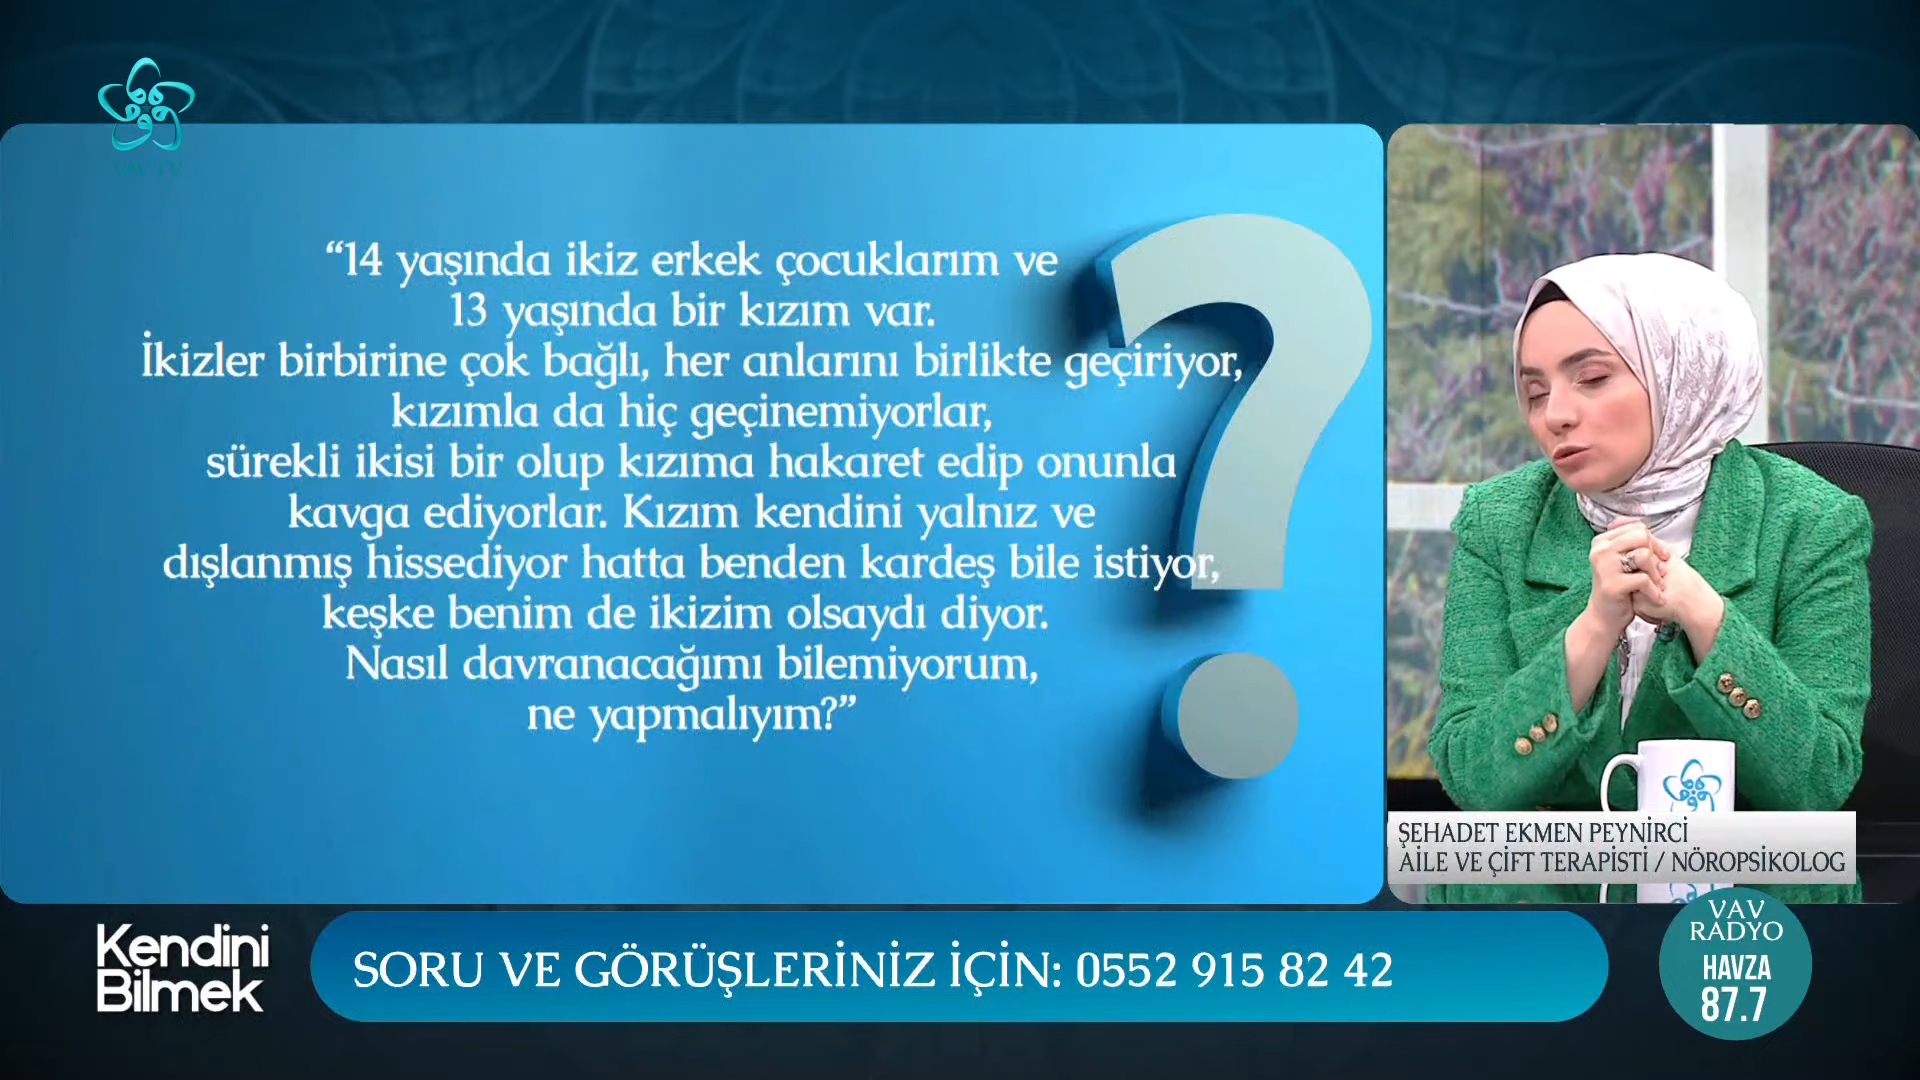 VAV TV
“14 yaşında ikiz erkek çocuklarım ve
13 yaşında bir kızım var.
İkizler birbirine çok bağlı, her anlarını birlikte geçiriyor,
kızımla da hiç geçinemiyorlar,
sürekli ikisi bir olup kızıma hakaret edip onunla
kavga ediyorlar. Kızım kendini yalnız ve
dışlanmış hissediyor hatta benden kardeş bile istiyor,
keşke benim de ikizim olsaydı diyor.
Nasıl davranacağımı bilemiyorum,
ne yapmalıyım?”
?
ŞEHADET EKMEN PEYNİRCİ
AİLE VE ÇİFT TERAPİSTİ / NÖROPSİKOLOG
Kendini
Bilmek
SORU VE GÖRÜŞLERİNİZ İÇİN: 0552 915 82 42
VAV
RADYO
HAVZA
87.7